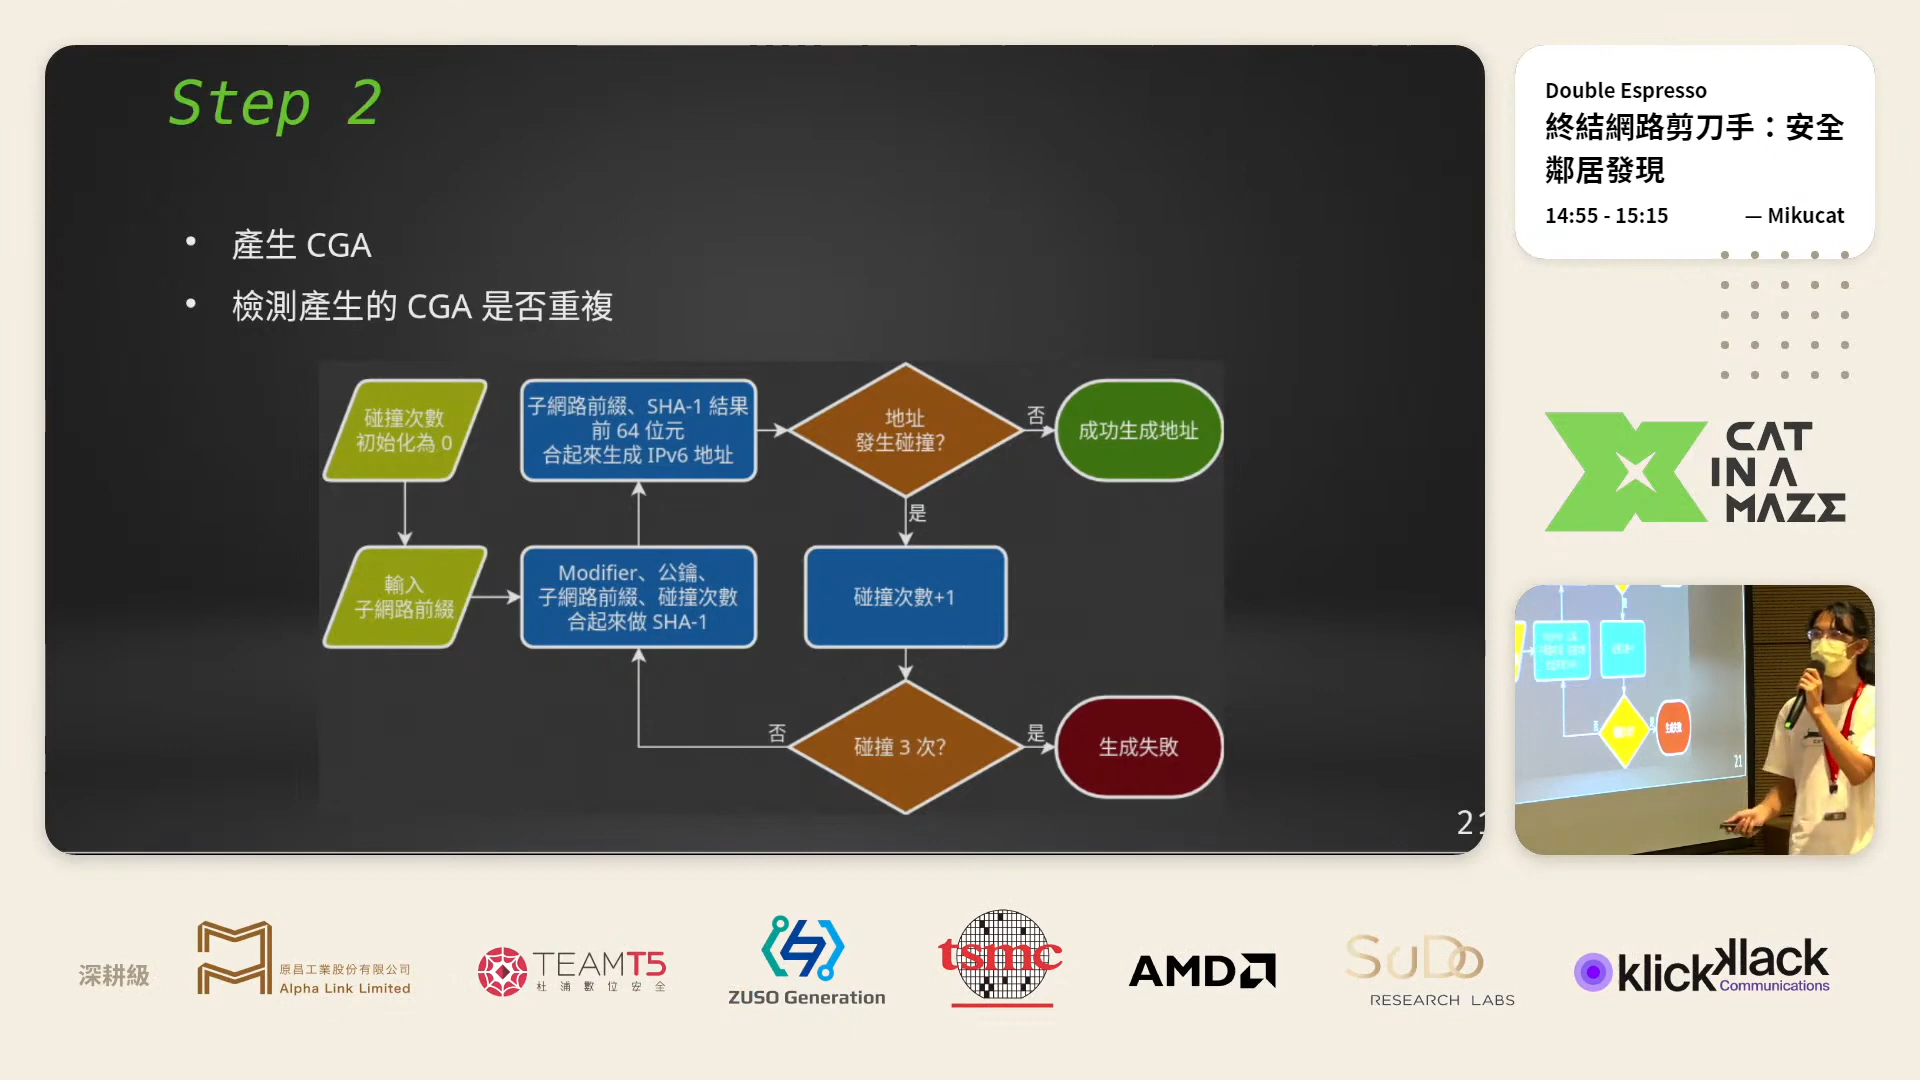 Step 2
• 產生 CGA
• 檢測產生的 CGA 是否重複
碰撞次數
初始化為 0
子網路前綴、SHA-1 結果
前 64 位元
合起來生成 IPv6 地址
地址
發生碰撞?
否
成功生成地址
是
輸入
子網路前綴
Modifier、公鑰、
子網路前綴、碰撞次數
合起來做 SHA-1
碰撞次數+1
否
碰撞 3 次?
是
生成失敗
21
Double Espresso
終結網路剪刀手：安全
鄰居發現
14:55 - 15:15
— Mikucat
CAT
IN A
MAZE
生成失敗
21
深耕級
原昌工業股份有限公司
Alpha Link Limited
TEAMT5
杜浦數位安全
ZUSO Generation
tsmc
AMD
SuDo
RESEARCH LABS
klickklack
Communications